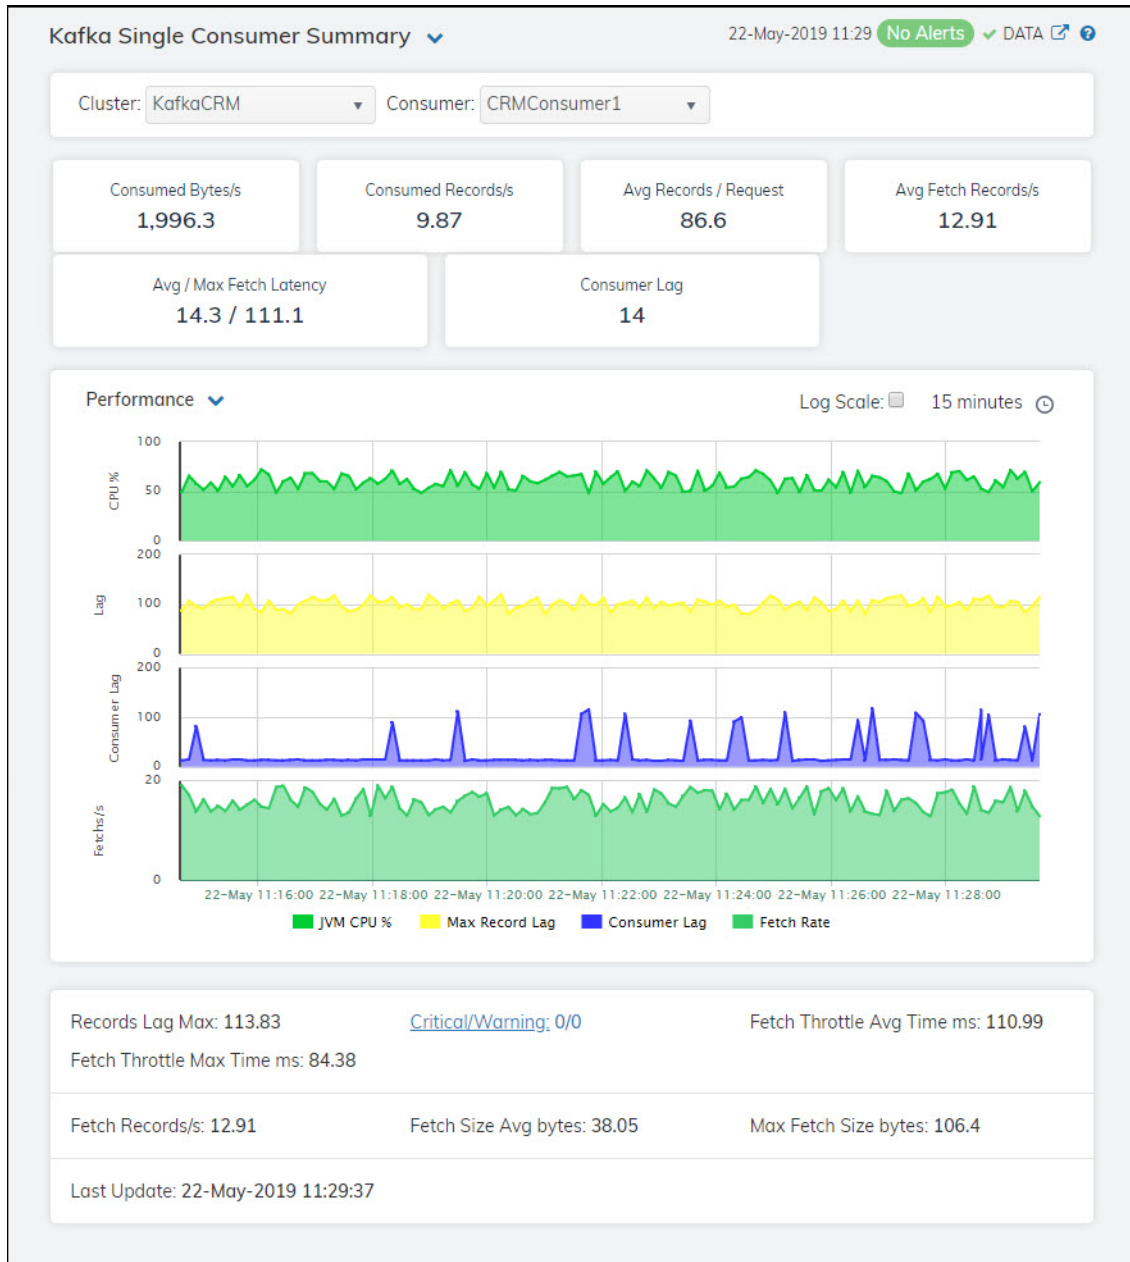 Kafka Single Consumer Summary
22-May-2019 11:29 No Alerts DATA
Cluster: KafkaCRM Consumer: CRMConsumer1
Consumed Bytes/s
1,996.3
Consumed Records/s
9.87
Avg Records / Request
86.6
Avg Fetch Records/s
12.91
Avg / Max Fetch Latency
14.3 / 111.1
Consumer Lag
14
Performance
Log Scale: 15 minutes
CPU %
100
50
0
Lag
200
100
0
Consumer Lag
200
100
0
Fetchs/s
20
0
22-May 11:16:00 22-May 11:18:00 22-May 11:20:00 22-May 11:22:00 22-May 11:24:00 22-May 11:26:00 22-May 11:28:00
JVM CPU % Max Record Lag Consumer Lag Fetch Rate
Records Lag Max: 113.83 Critical/Warning: 0/0 Fetch Throttle Avg Time ms: 110.99
Fetch Throttle Max Time ms: 84.38
Fetch Records/s: 12.91 Fetch Size Avg bytes: 38.05 Max Fetch Size bytes: 106.4
Last Update: 22-May-2019 11:29:37